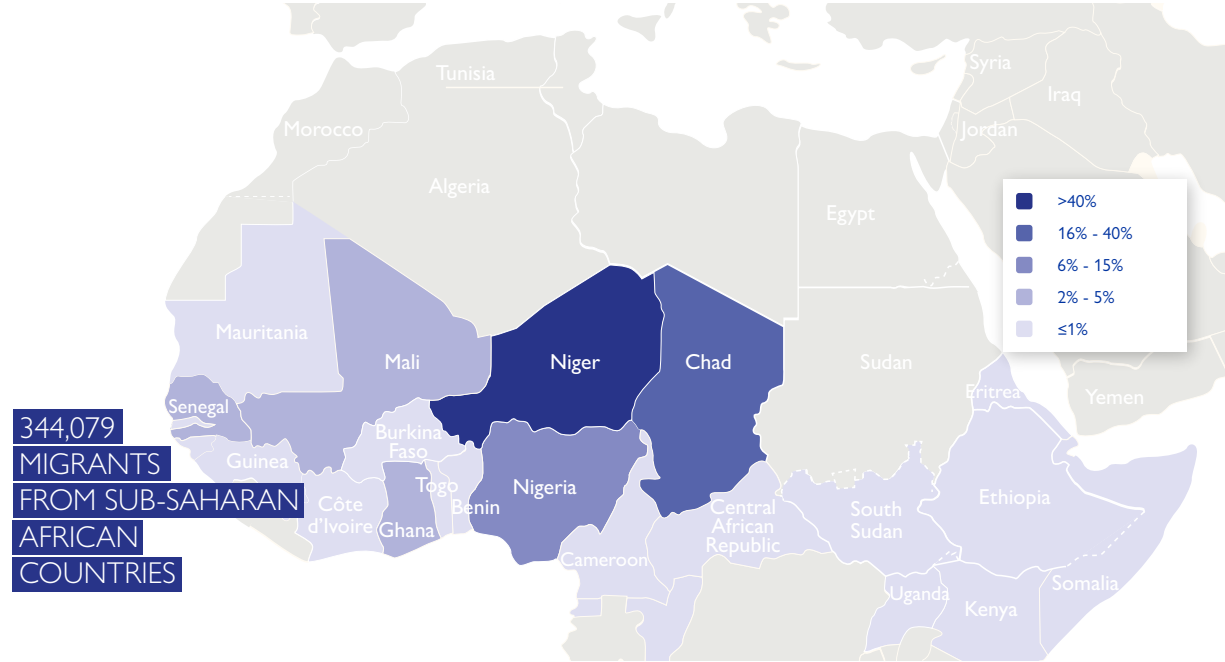 Tunisia
Syria
Iraq
Morocco
Jordan
Algeria
Egypt
>40%
16% - 40%
6% - 15%
2% - 5%
≤1%
Mauritania
Mali
Niger
Chad
Sudan
Eritrea
Yemen
Senegal
344,079
MIGRANTS
FROM SUB-SAHARAN
AFRICAN
COUNTRIES
Burkina
Faso
Guinea
Togo
Nigeria
Ethiopia
Côte
d'Ivoire
Benin
Ghana
Central
African
Republic
South
Sudan
Cameroon
Uganda
Kenya
Somalia